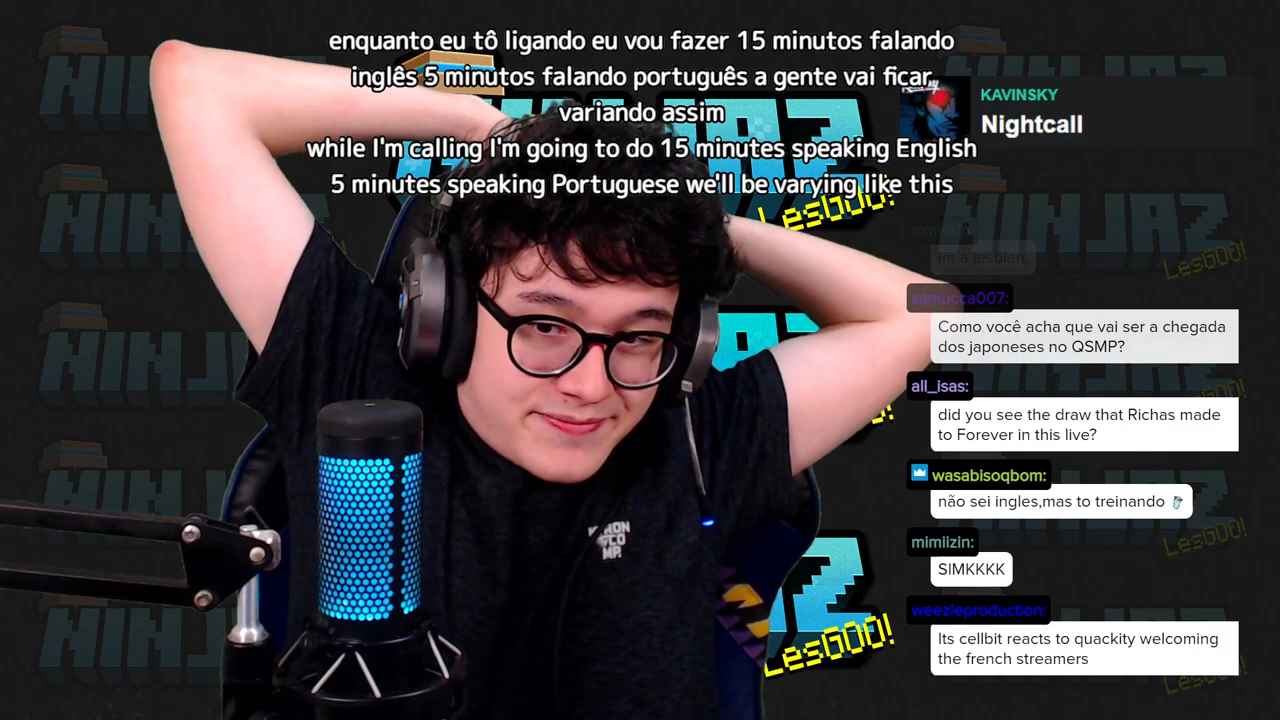 enquanto eu tô ligando eu vou fazer 15 minutos falando
inglês 5 minutos falando português a gente vai ficar
variando assim
while I'm calling I'm going to do 15 minutes speaking English
5 minutes speaking Portuguese we'll be varying like this
KAVINSKY
Nightcall
NINJAZ
LesGOO!
mimiizin:
im a lesbian.
samucca007:
Como você acha que vai ser a chegada
dos japoneses no QSMP?
all_isas:
did you see the draw that Richas made
to Forever in this live?
wasabisoqbom:
não sei ingles,mas to treinando
mimiizin:
SIMKKKK
weezleproduction:
Its cellbit reacts to quackity welcoming
the french streamers
LesGOO!